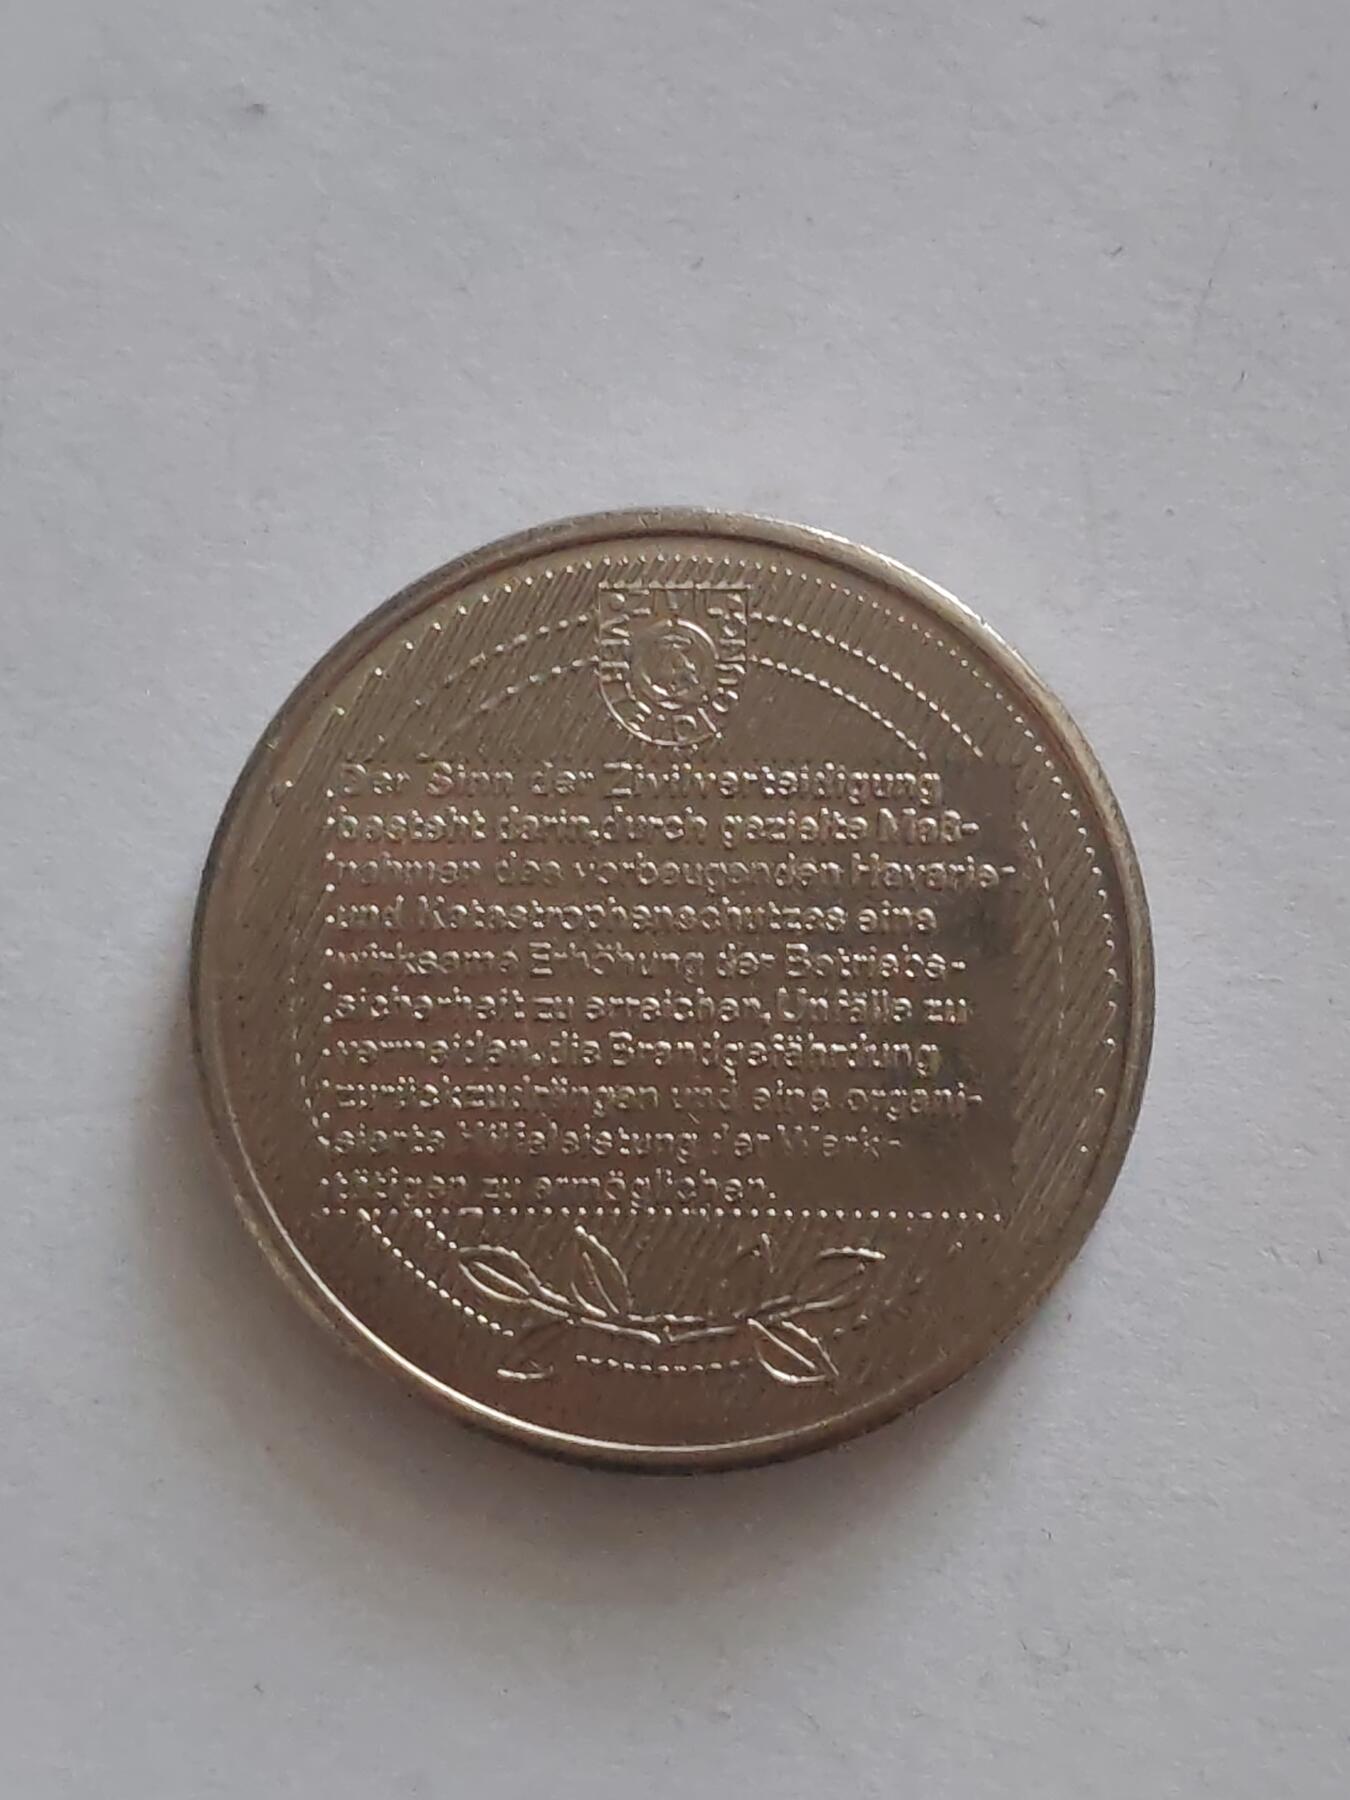 ZIVILVERTEIDIGUNG
Der Sinn der Zivilverteidigung
besteht darin, durch gezielte Maß-
nahmen des vorbeugenden Havarie-
und Katastrophenschutzes eine
wirksame Erhöhung der Betriebs-
sicherheit zu erreichen, Unfälle zu
vermeiden, die Brandgefährdung
zurückzudrängen und eine organi-
sierte Hilfeleistung der Werk-
tätigen zu ermöglichen.